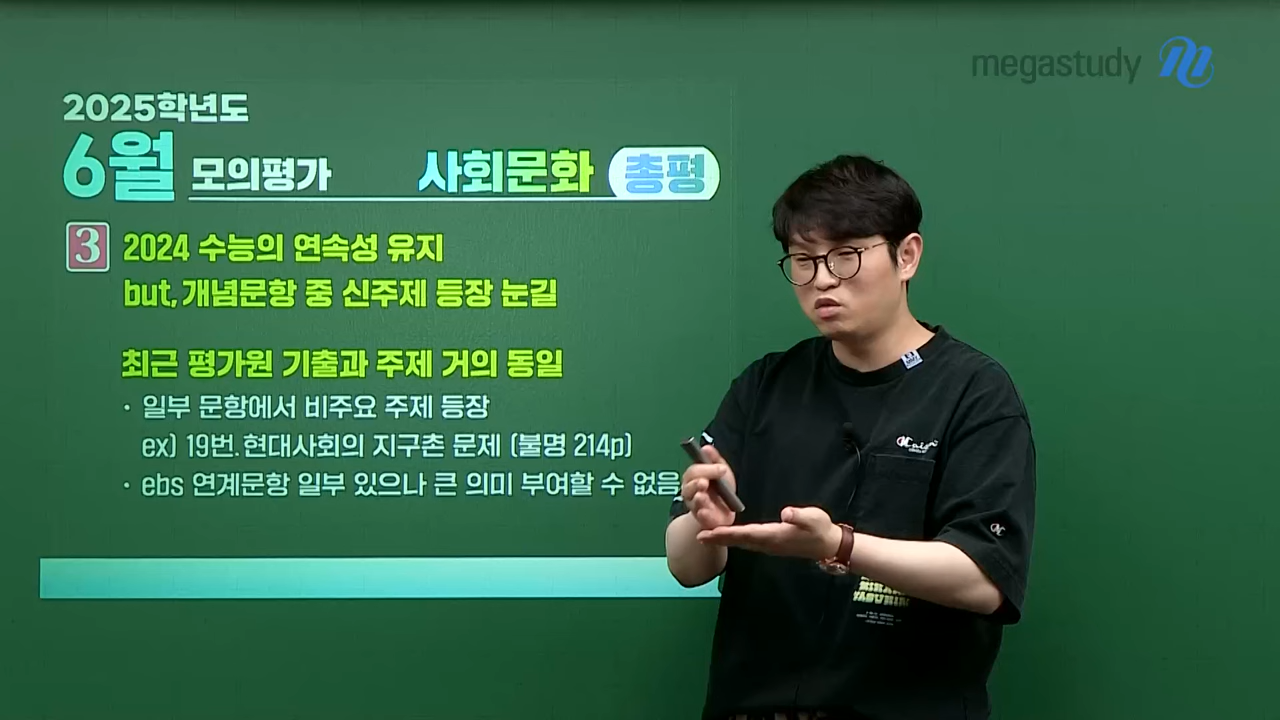 megastudy
2025학년도
6월 모의평가 사회문화 총평
3 2024 수능의 연속성 유지
but, 개념문항 중 신주제 등장 눈길
최근 평가원 기출과 주제 거의 동일
· 일부 문항에서 비주요 주제 등장
ex) 19번. 현대사회의 지구촌 문제 (불명 214p)
· ebs 연계문항 일부 있으나 큰 의미 부여할 수 없음